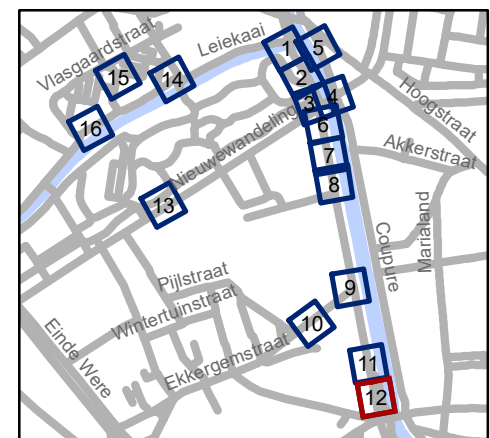 Vlasgaardstraat
Leiekaai
1
5
15
14
2
3
4
Hoogstraat
16
6
Nieuwewandeling
7
Akkerstraat
8
13
Marialand
Coupure
Pijlstraat
9
Wintertuinstraat
10
Einde Were
Ekkergemstraat
11
12